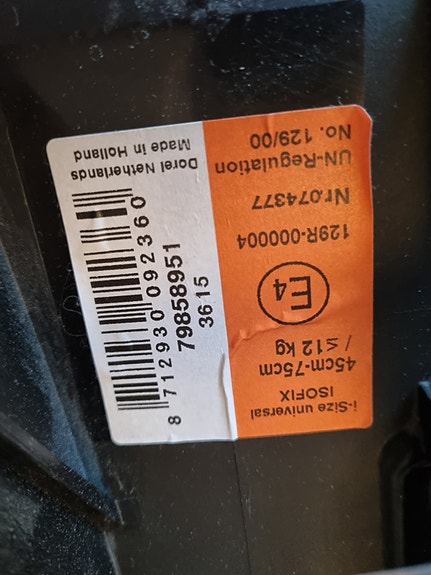 i-Size universal
ISOFIX
45cm-75cm
/ ≤12 kg
E4
129R-000004
Nr.074377
UN-Regulation
No. 129/00
8 712930 092360
79858951
3615
Dorel Netherlands
Made in Holland